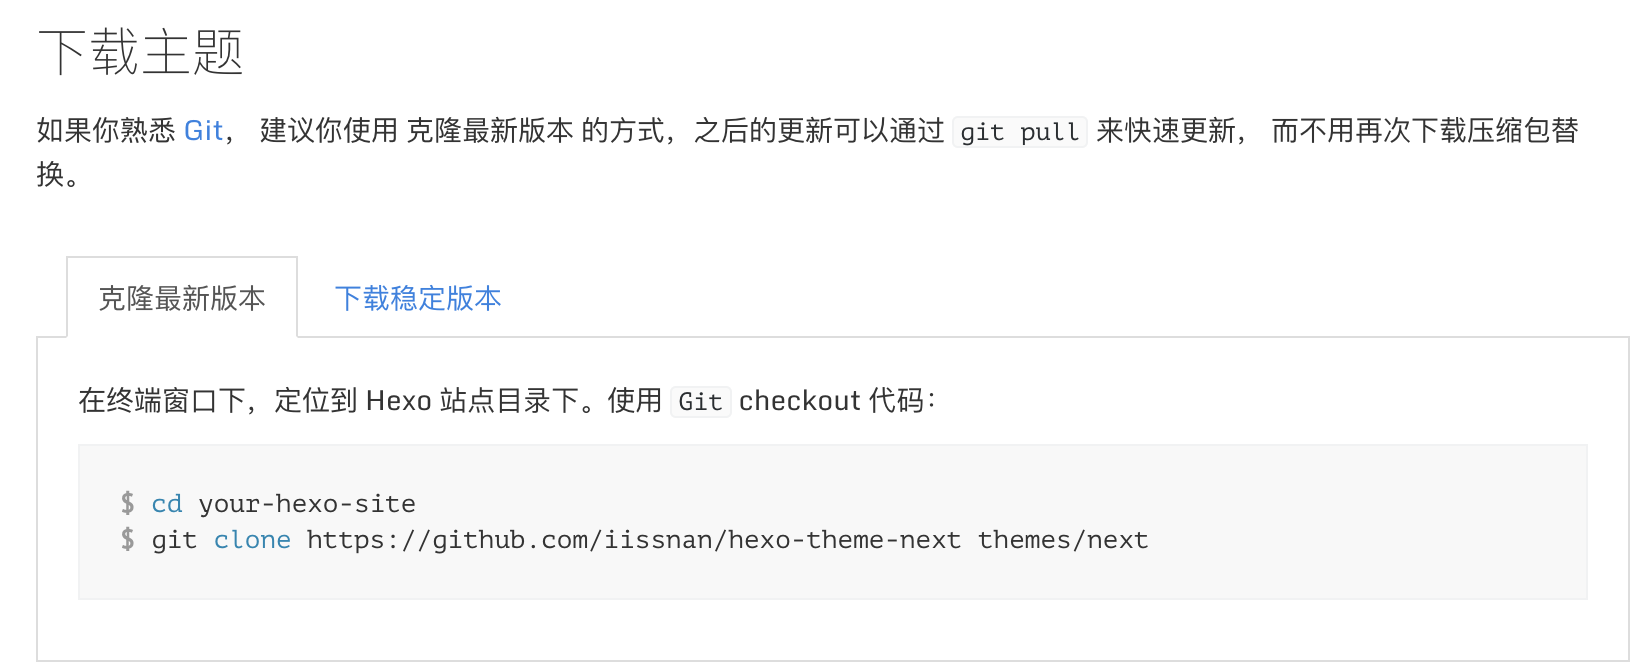 下载主题
如果你熟悉 Git， 建议你使用 克隆最新版本 的方式，之后的更新可以通过 git pull 来快速更新， 而不用再次下载压缩包替
换。
克隆最新版本 下载稳定版本
在终端窗口下，定位到 Hexo 站点目录下。使用 Git checkout 代码：
$ cd your-hexo-site
$ git clone https://github.com/iissnan/hexo-theme-next themes/next